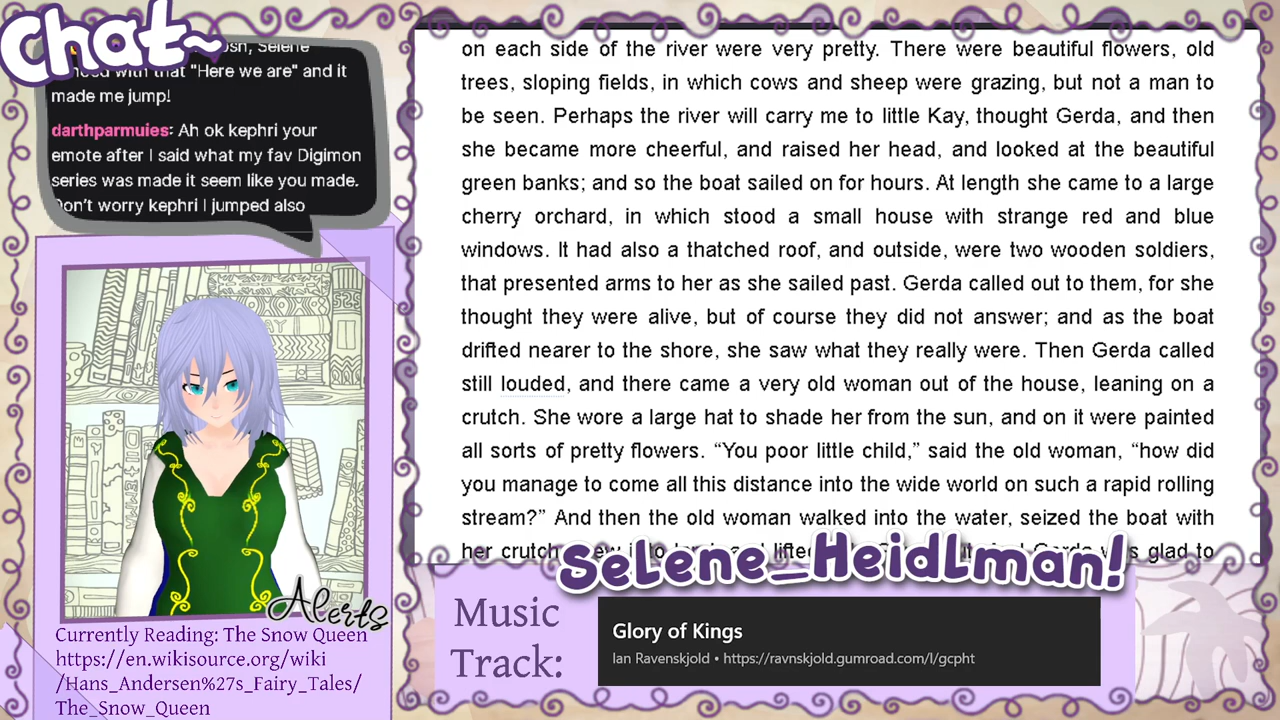 Chat~
Selene
with that "Here we are" and it
made me jump!
darthparmuies: Ah ok kephri your
emote after I said what my fav Digimon
series was made it seem like you made.
Don't worry kephri I jumped also
on each side of the river were very pretty. There were beautiful flowers, old
trees, sloping fields, in which cows and sheep were grazing, but not a man to
be seen. Perhaps the river will carry me to little Kay, thought Gerda, and then
she became more cheerful, and raised her head, and looked at the beautiful
green banks; and so the boat sailed on for hours. At length she came to a large
cherry orchard, in which stood a small house with strange red and blue
windows. It had also a thatched roof, and outside, were two wooden soldiers,
that presented arms to her as she sailed past. Gerda called out to them, for she
thought they were alive, but of course they did not answer; and as the boat
drifted nearer to the shore, she saw what they really were. Then Gerda called
still louded, and there came a very old woman out of the house, leaning on a
crutch. She wore a large hat to shade her from the sun, and on it were painted
all sorts of pretty flowers. “You poor little child,” said the old woman, “how did
you manage to come all this distance into the wide world on such a rapid rolling
stream?” And then the old woman walked into the water, seized the boat with
her crutch
Gerda was glad to
Selene_Heidlman!
Alerts
Currently Reading: The Snow Queen
https://en.wikisource.org/wiki
/Hans_Andersen%27s_Fairy_Tales/
The_Snow_Queen
Music
Track:
Glory of Kings
Ian Ravenskjold • https://ravnskjold.gumroad.com/l/gcpht